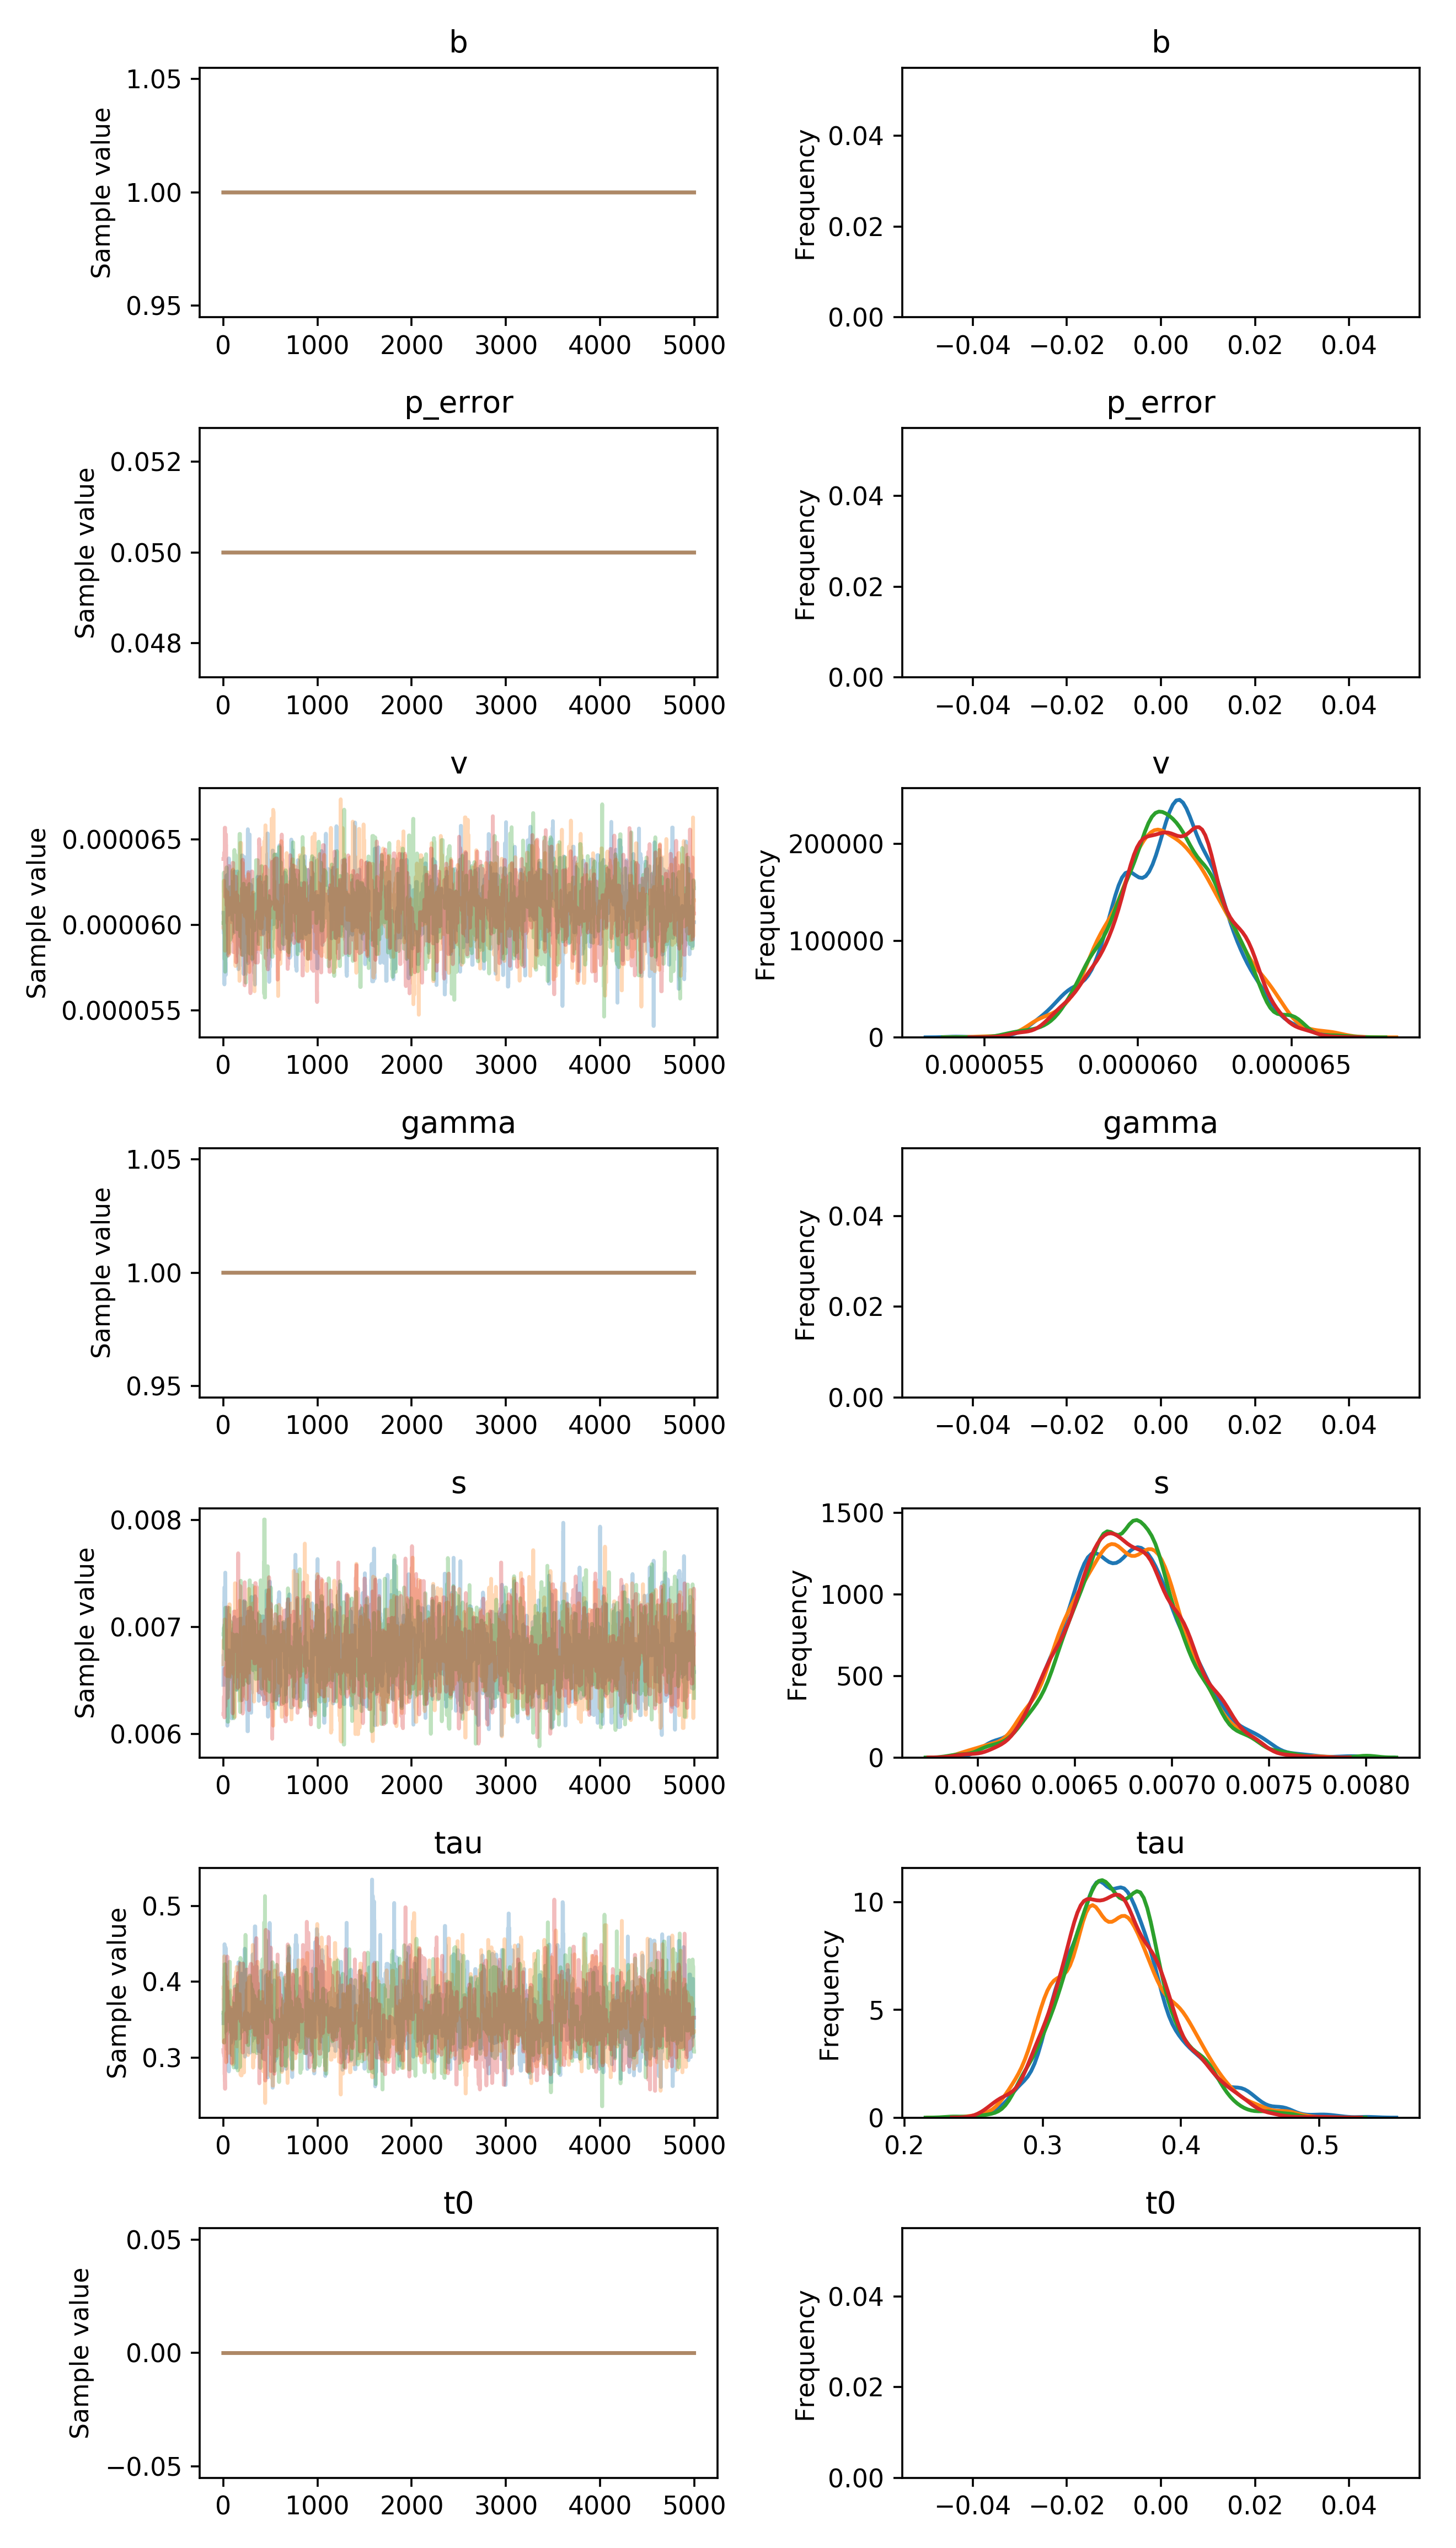 b
b
1.05
1.00
0.95
Sample value
0 1000 2000 3000 4000 5000
0.04
0.02
0.00
Frequency
−0.04 −0.02 0.00 0.02 0.04
p_error
p_error
0.052
0.050
0.048
Sample value
0 1000 2000 3000 4000 5000
0.04
0.02
0.00
Frequency
−0.04 −0.02 0.00 0.02 0.04
v
v
0.000065
0.000060
0.000055
Sample value
0 1000 2000 3000 4000 5000
200000
100000
0
Frequency
0.000055 0.000060 0.000065
gamma
gamma
1.05
1.00
0.95
Sample value
0 1000 2000 3000 4000 5000
0.04
0.02
0.00
Frequency
−0.04 −0.02 0.00 0.02 0.04
s
s
0.008
0.007
0.006
Sample value
0 1000 2000 3000 4000 5000
1500
1000
500
0
Frequency
0.0060 0.0065 0.0070 0.0075 0.0080
tau
tau
0.5
0.4
0.3
Sample value
0 1000 2000 3000 4000 5000
10
5
0
Frequency
0.2 0.3 0.4 0.5
t0
t0
0.05
0.00
−0.05
Sample value
0 1000 2000 3000 4000 5000
0.04
0.02
0.00
Frequency
−0.04 −0.02 0.00 0.02 0.04